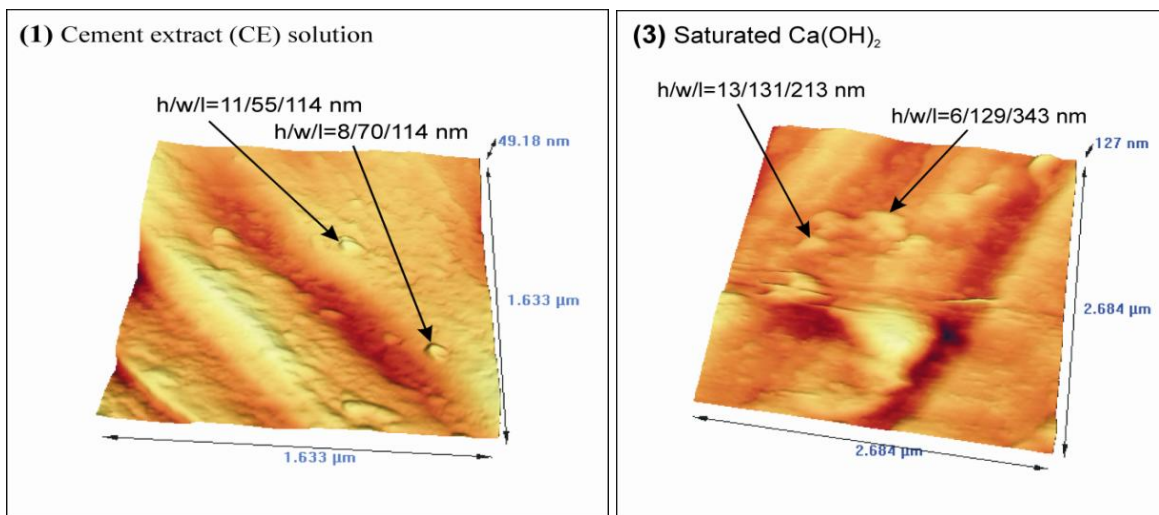 (1) Cement extract (CE) solution
h/w/l=11/55/114 nm
h/w/l=8/70/114 nm
49.18 nm
1.633 µm
1.633 µm
(3) Saturated Ca(OH)₂
h/w/l=13/131/213 nm
h/w/l=6/129/343 nm
127 nm
2.684 µm
2.684 µm